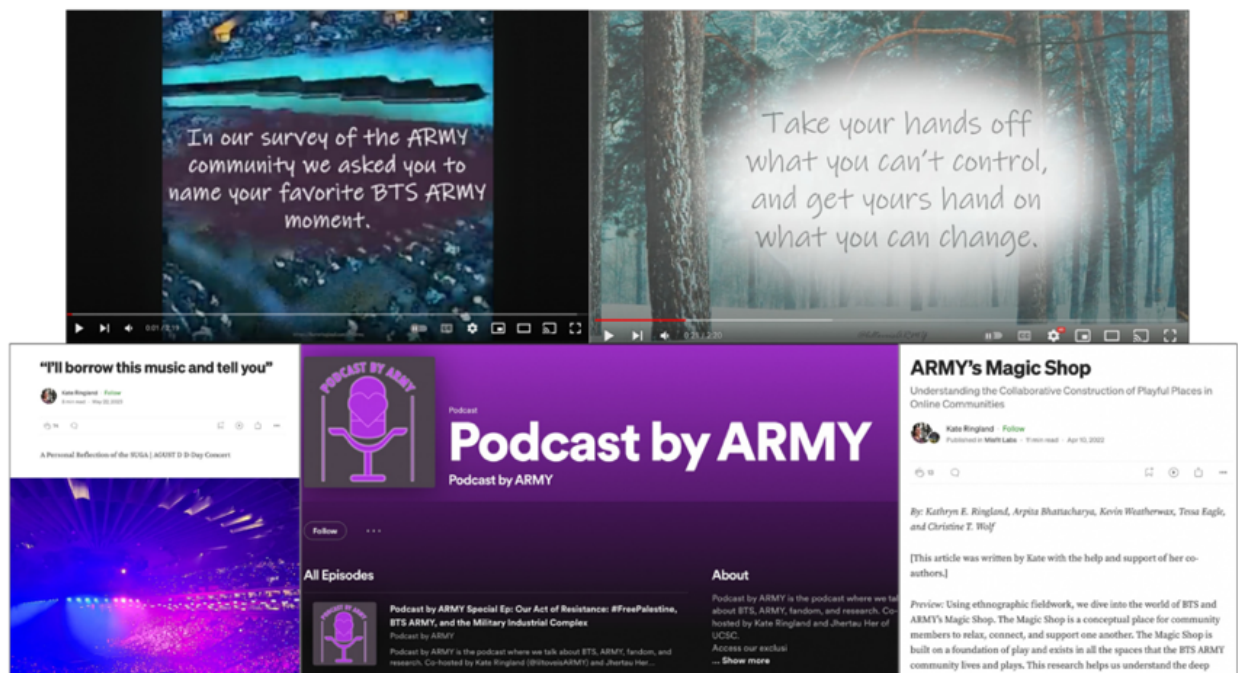 In our survey of the ARMY
community we asked you to
name your favorite BTS ARMY
moment.
0:01 / 2:19
Take your hands off
what you can't control,
and get yours hand on
what you can change.
0:21 / 2:20
"I'll borrow this music and tell you"
Kate Ringland · Follow
A Personal Reflection of the SUGA | AGUST D D-Day Concert
PODCAST BY ARMY
Podcast
Podcast by ARMY
Podcast by ARMY
Follow
All Episodes
Podcast by ARMY Special Ep: Our Act of Resistance: #FreePalestine,
BTS ARMY, and the Military Industrial Complex
Podcast by ARMY
Podcast by ARMY is the podcast where we talk about BTS, ARMY, fandom, and
research. Co-hosted by Kate Ringland (@liltoveisARMY) and Jhertau Her...
About
Podcast by ARMY is the podcast where we tal
about BTS, ARMY, fandom, and research. Co-
hosted by Kate Ringland and Jhertau Her of
UCSC.
Access our exclusi
... Show more
ARMY's Magic Shop
Understanding the Collaborative Construction of Playful Places in
Online Communities
Kate Ringland · Follow
Published in Misfit Labs · 11 min read · Apr 10, 2022
By: Kathryn E. Ringland, Arpita Bhattacharya, Kevin Weatherwax, Tessa Eagle,
and Christine T. Wolf
[This article was written by Kate with the help and support of her co-
authors.]
Preview: Using ethnographic fieldwork, we dive into the world of BTS and
ARMY's Magic Shop. The Magic Shop is a conceptual place for community
members to relax, connect, and support one another. The Magic Shop is
built on a foundation of play and exists in all the spaces that the BTS ARMY
community lives and plays. This research helps us understand the deep